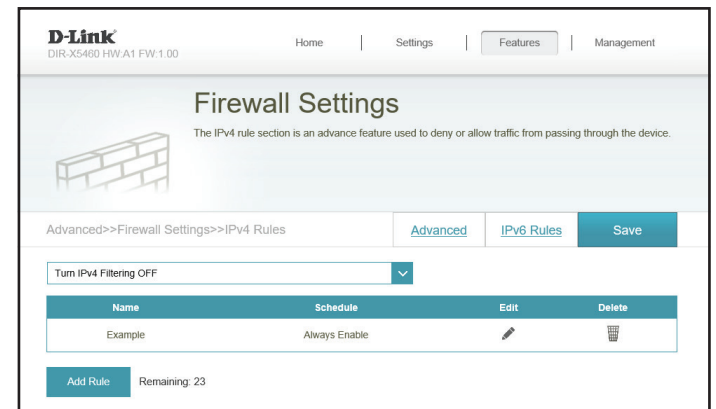 D-Link
DIR-X5460 HW:A1 FW:1.00
Home | Settings | Features | Management
Firewall Settings
The IPv4 rule section is an advance feature used to deny or allow traffic from passing through the device.
Advanced>>Firewall Settings>>IPv4 Rules
Advanced
IPv6 Rules
Save
Turn IPv4 Filtering OFF
Name Schedule Edit Delete
Example Always Enable
Add Rule Remaining: 23